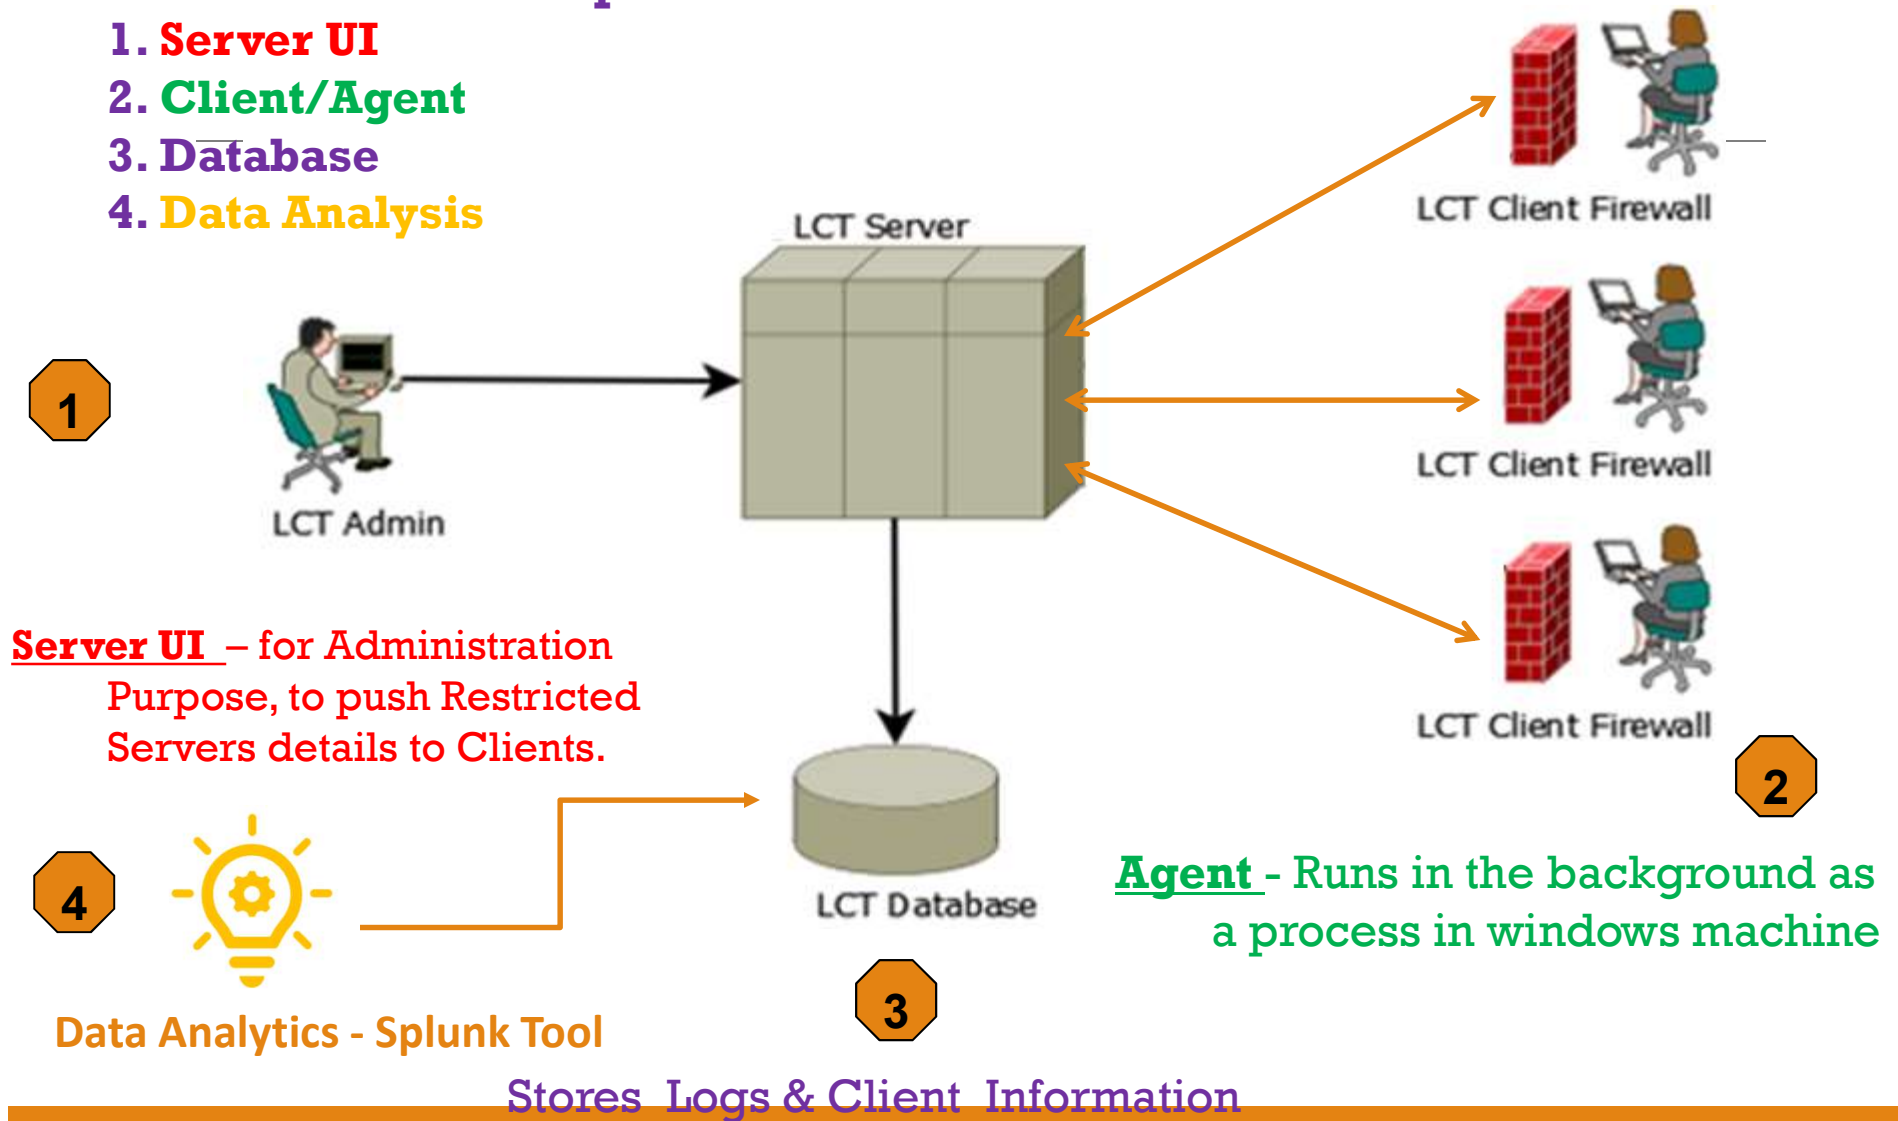 1. Server UI
2. Client/Agent
3. Database
4. Data Analysis
LCT Server
LCT Client Firewall
LCT Client Firewall
LCT Client Firewall
1
LCT Admin
Server UI – for Administration
Purpose, to push Restricted
Servers details to Clients.
2
4
LCT Database
Agent - Runs in the background as
a process in windows machine
3
Data Analytics - Splunk Tool
Stores Logs & Client Information